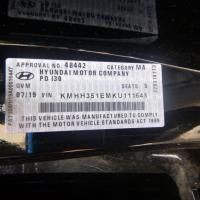 APPROVAL NO. 48442 CATEGORY MA
HYUNDAI MOTOR COMPANY
PD i30
GVM SEATS 5
07/19 VIN KMHH351EMKU111643
THIS VEHICLE WAS MANUFACTURED TO COMPLY WITH
THE MOTOR VEHICLE STANDARDS ACT 1989